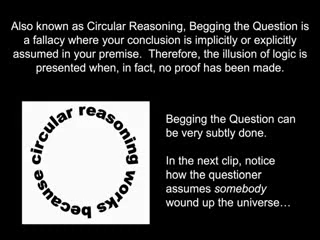 Also known as Circular Reasoning, Begging the Question is
a fallacy where your conclusion is implicitly or explicitly
assumed in your premise.  Therefore, the illusion of logic is
presented when, in fact, no proof has been made.
circular reasoning works because
Begging the Question can
be very subtly done.
In the next clip, notice
how the questioner
assumes somebody
wound up the universe…